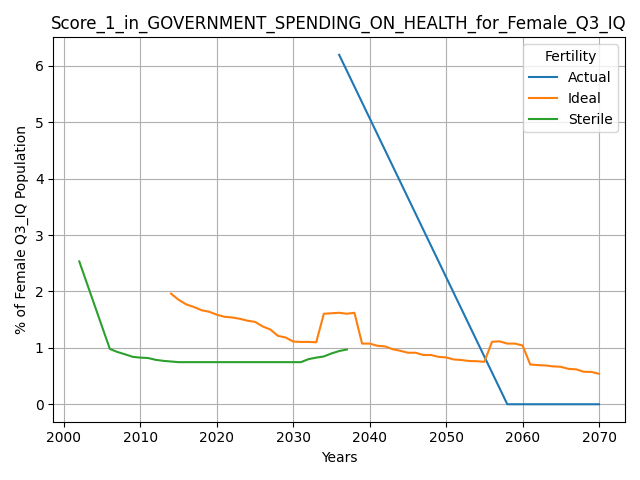 Score_1_in_GOVERNMENT_SPENDING_ON_HEALTH_for_Female_Q3_IQ
Fertility
Actual
Ideal
Sterile
% of Female Q3_IQ Population
6
5
4
3
2
1
0
2000 2010 2020 2030 2040 2050 2060 2070
Years